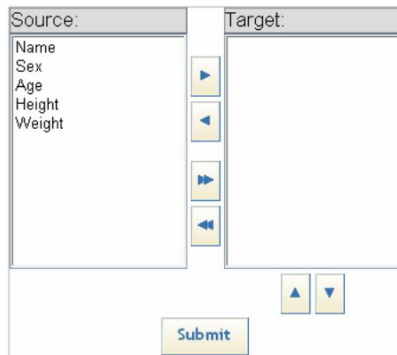 Source:
Target:
Name
Sex
Age
Height
Weight
Submit